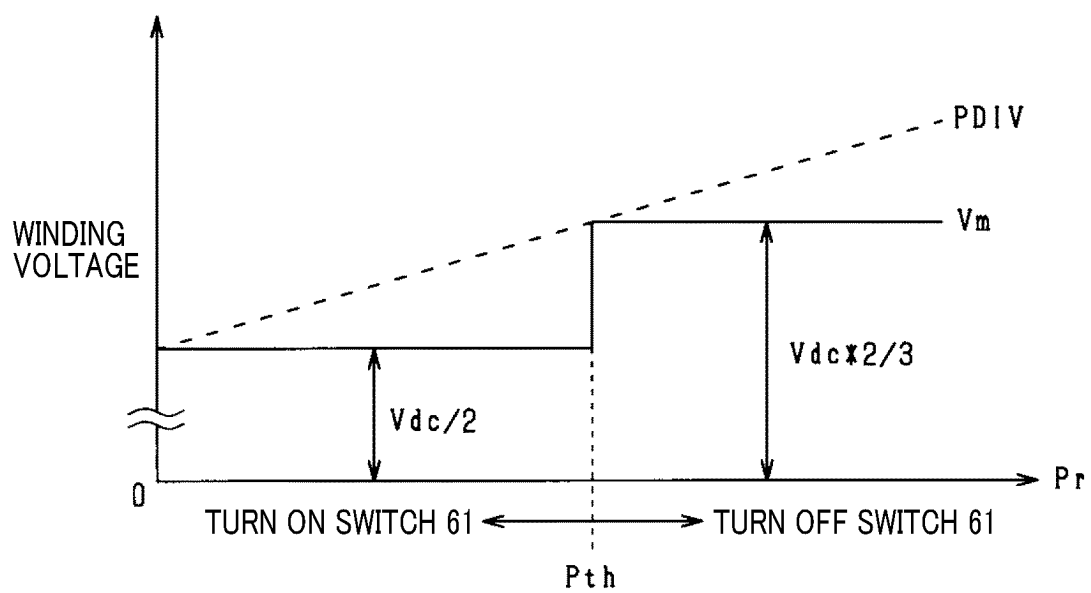 PDIV
WINDING
VOLTAGE
Vm
Vdc*2/3
Vdc/2
0
Pr
TURN ON SWITCH 61
TURN OFF SWITCH 61
Pth